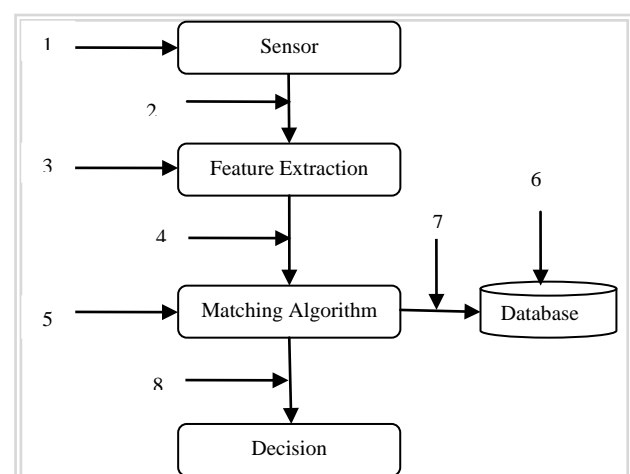 1
Sensor
2
3
Feature Extraction
6
7
4
5
Matching Algorithm
Database
8
Decision